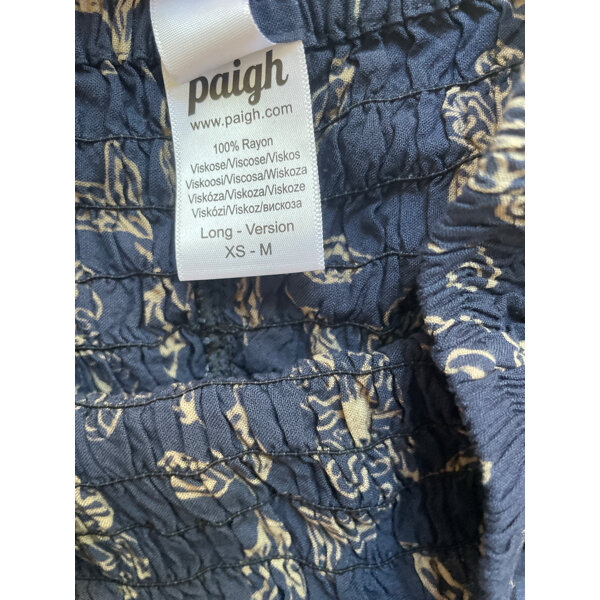 paigh
www.paigh.com
100% Rayon
Viskose/Viscose/Viskos
Viskoosi/Viscosa/Wiskoza
Viskóza/Viskoza/Viskoze
Viskózi/Viskoz/вискоза
Long - Version
XS - M